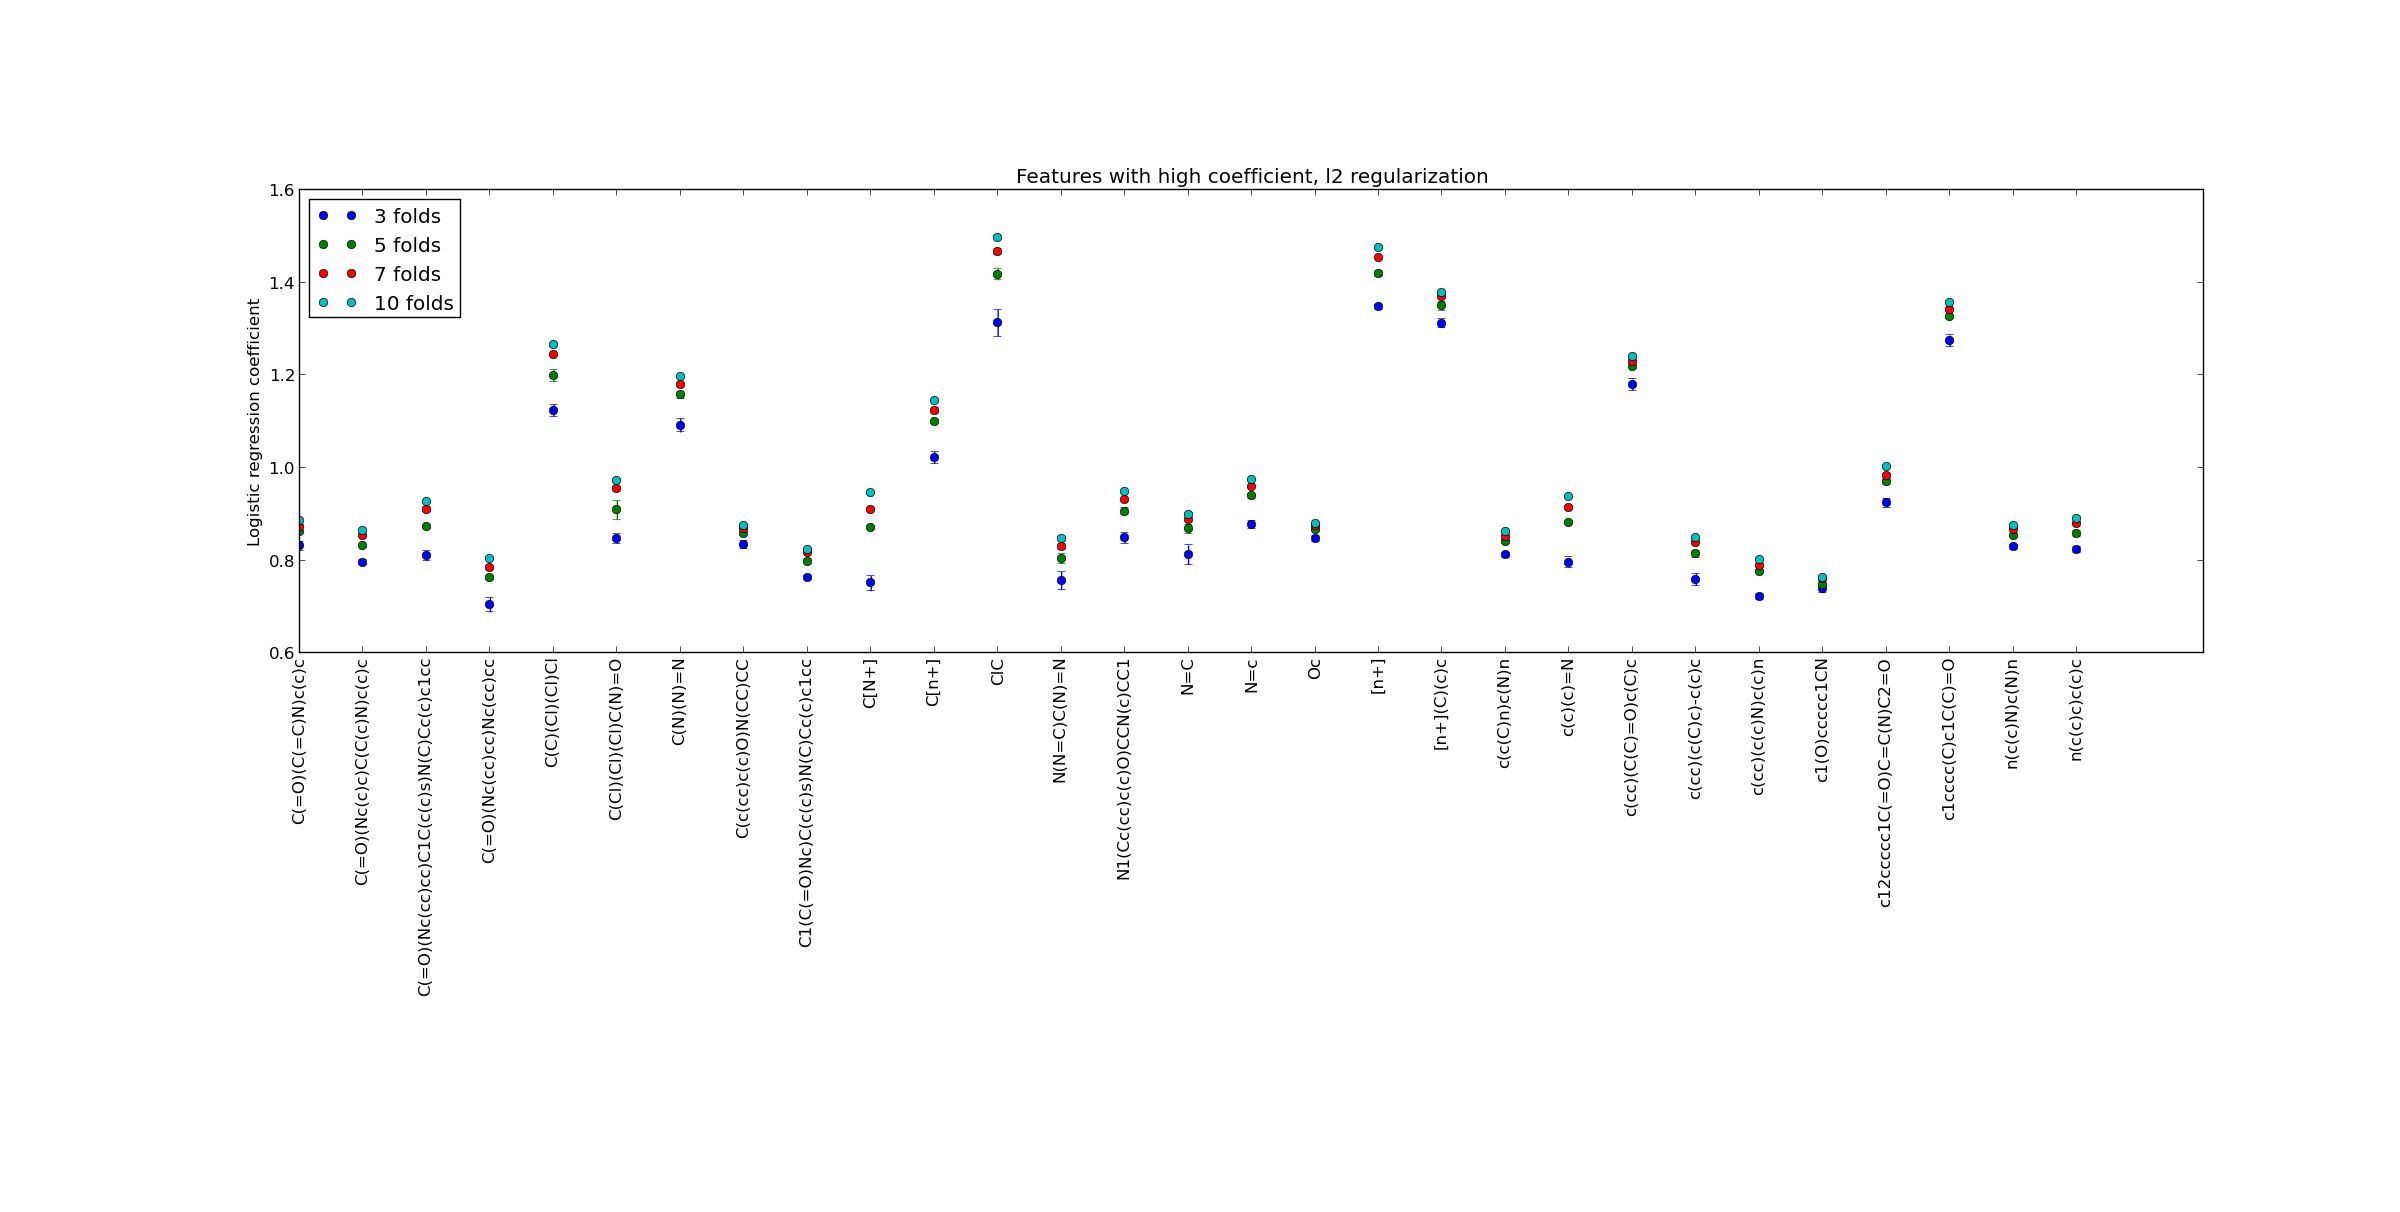 Features with high coefficient, l2 regularization
Logistic regression coefficient
1.6
1.4
1.2
1.0
0.8
0.6
3 folds
5 folds
7 folds
10 folds
C(=O)(C(=C)N)c(c)c
C(=O)(Nc(c)c)C(C(c)N)c(c)c
C(=O)(Nc(cc)cc)C1C(c(c)s)N(C)Cc(c)c1cc
C(=O)(Nc(cc)cc)Nc(cc)cc
C(C)(Cl)(Cl)Cl
C(Cl)(Cl)(Cl)C(N)=O
C(N)(N)=N
C(c(cc)c(c)O)N(CC)CC
C1(C(=O)Nc)C(c(c)s)N(C)Cc(c)c1cc
C[N+]
C[n+]
ClC
N(N=C)C(N)=N
N1(Cc(cc)c(c)O)CCN(c)CC1
N=C
N=c
Oc
[n+]
[n+](C)(c)c
c(c(C)n)c(N)n
c(c)(c)=N
c(cc)(C(C)=O)c(C)c
c(cc)(c(C)c)-c(c)c
c(cc)(c(c)N)c(c)n
c1(O)ccccc1CN
c12ccccc1C(=O)C=C(N)C2=O
c1cccc(C)c1C(C)=O
n(c(c)N)c(N)n
n(c(c)c)c(c)c